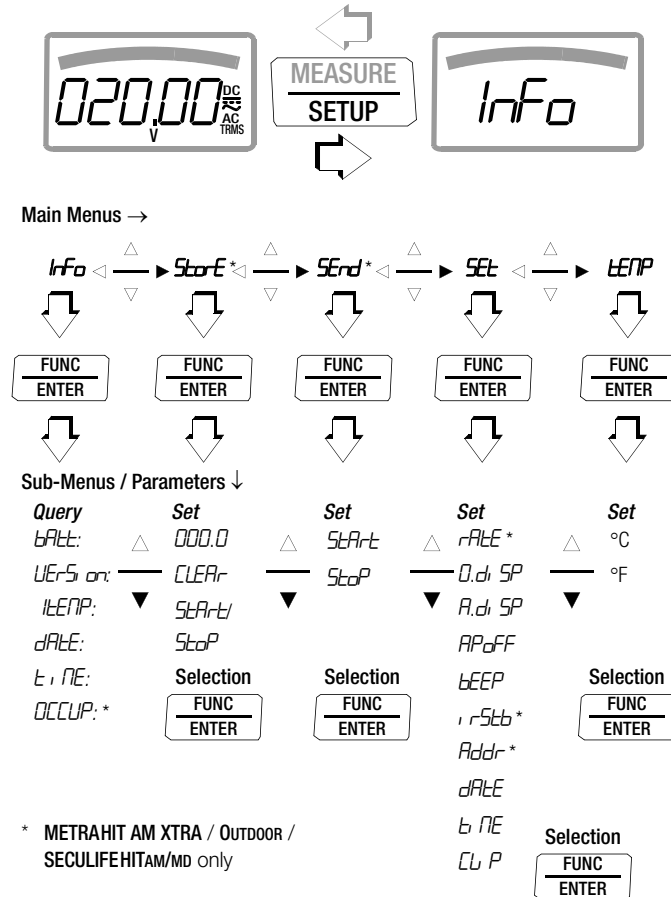 020.00 DC AC TRMS
V
MEASURE
SETUP
InFo
Main Menus →
InFo StorE * SEnd * SEt tEMP
FUNC FUNC FUNC FUNC FUNC
ENTER ENTER ENTER ENTER ENTER
Sub-Menus / Parameters ↓
Query Set Set Set Set
bAtt: 000.0 StArt rAtE * °C
VErSion: CLEAr StoP 0.diSP °F
ItEMP: StArt/ A.diSP
dAtE: StoP APoFF
tiME: Selection Selection bEEP Selection
OCCUP: * FUNC FUNC irStb * FUNC
ENTER ENTER Addr * ENTER
dAtE
* METRAHIT AM XTRA / OUTDOOR / tiME Selection
SECULIFEHITAM/MD only CLiP FUNC
ENTER